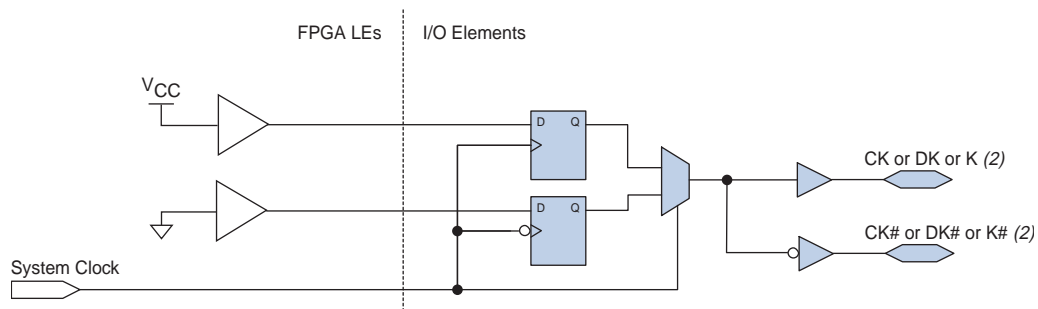 FPGA LEs
I/O Elements
VCC
D Q
CK or DK or K (2)
D Q
CK# or DK# or K# (2)
System Clock